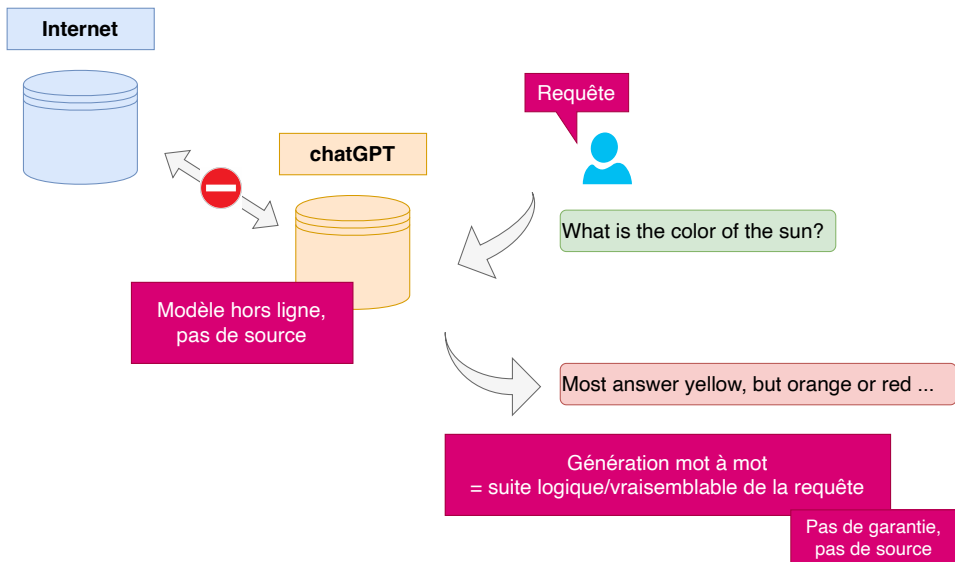 Internet
Requête
chatGPT
What is the color of the sun?
Modèle hors ligne,
pas de source
Most answer yellow, but orange or red ...
Génération mot à mot
= suite logique/vraisemblable de la requête
Pas de garantie,
pas de source